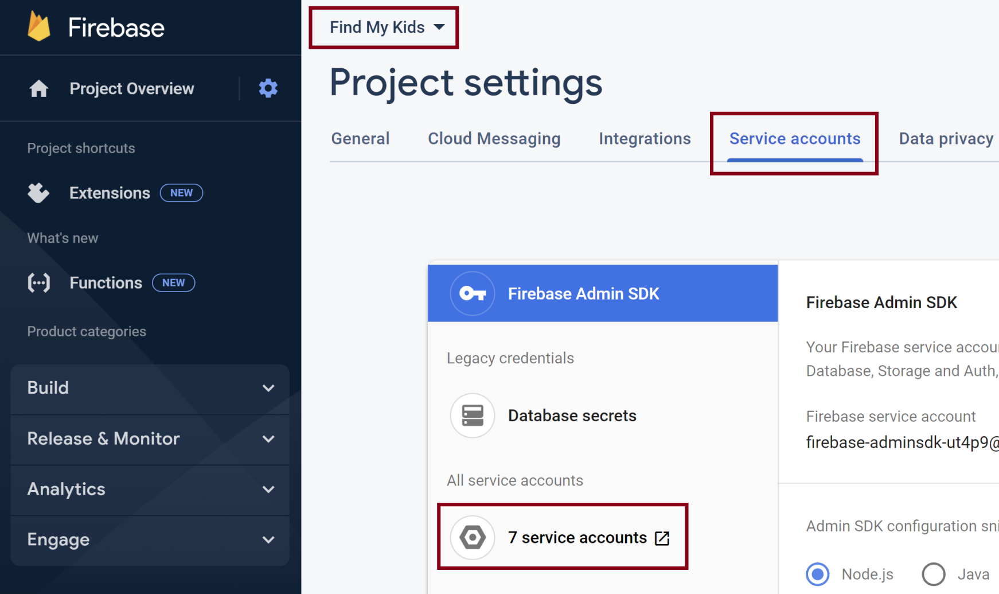 Firebase
Project Overview
Project shortcuts
Extensions NEW
What's new
Functions NEW
Product categories
Build
Release & Monitor
Analytics
Engage
Find My Kids
Project settings
General Cloud Messaging Integrations Service accounts Data privacy
Firebase Admin SDK
Legacy credentials
Database secrets
All service accounts
7 service accounts
Firebase Admin SDK
Your Firebase service
Database, Storage and Auth,
Firebase service account
firebase-adminsdk-ut4p9@
Admin SDK configuration
Node.js Java